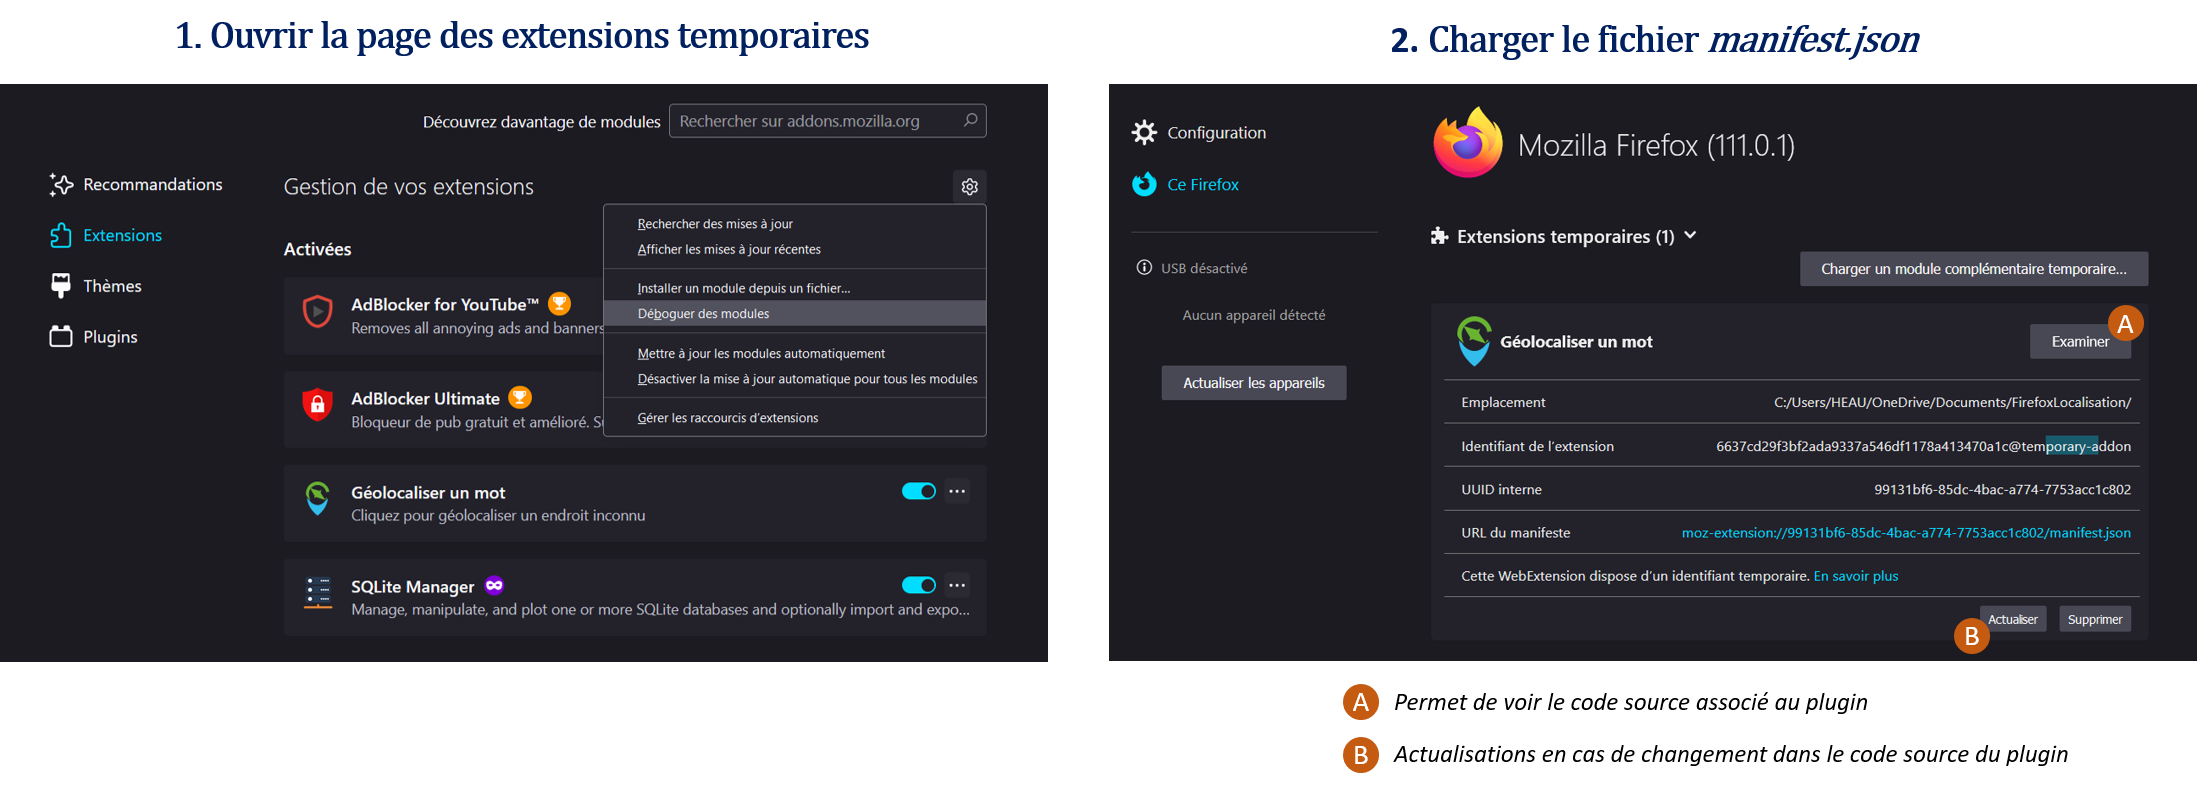 1. Ouvrir la page des extensions temporaires
Découvrez davantage de modules
Rechercher sur addons.mozilla.org
Recommandations
Extensions
Thèmes
Plugins
Gestion de vos extensions
Rechercher des mises à jour
Afficher les mises à jour récentes
Installer un module depuis un fichier...
Déboguer des modules
Mettre à jour les modules automatiquement
Désactiver la mise à jour automatique pour tous les modules
Gérer les raccourcis d'extensions
Activées
AdBlocker for YouTube™
Removes all annoying ads and banners
AdBlocker Ultimate
Bloqueur de pub gratuit et amélioré.
Géolocaliser un mot
Cliquez pour géolocaliser un endroit inconnu
SQLite Manager
Manage, manipulate, and plot one or more SQLite databases and optionally import and expo...
2. Charger le fichier manifest.json
Configuration
Ce Firefox
USB désactivé
Aucun appareil détecté
Actualiser les appareils
Mozilla Firefox (111.0.1)
Extensions temporaires (1)
Charger un module complémentaire temporaire...
Géolocaliser un mot
Examiner
A
Emplacement C:/Users/HEAU/OneDrive/Documents/FirefoxLocalisation/
Identifiant de l'extension 6637cd29f3bf2ada9337a546df1178a413470a1c@temporary-addon
UUID interne 99131bf6-85dc-4bac-a774-7753acc1c802
URL du manifeste moz-extension://99131bf6-85dc-4bac-a774-7753acc1c802/manifest.json
Cette WebExtension dispose d'un identifiant temporaire. En savoir plus
B
Actualiser Supprimer
A Permet de voir le code source associé au plugin
B Actualisations en cas de changement dans le code source du plugin